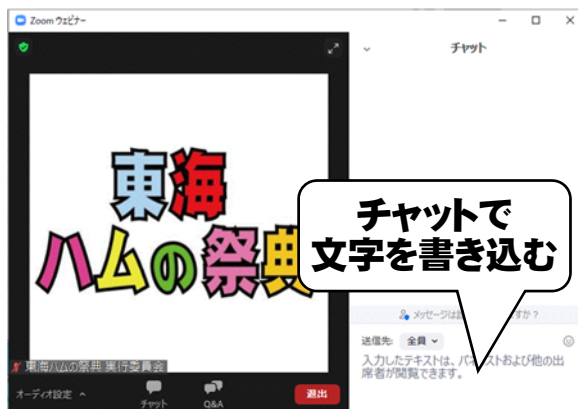 Zoom ウェビナー
チャット
東海
ハムの祭典
チャットで
文字を書き込む
メッセージは
すか？
送信先: 全員
入力したテキストは、パネリストおよび他の出
席者が閲覧できます。
東海ハムの祭典 実行委員会
オーディオ設定
チャット
Q&A
退出